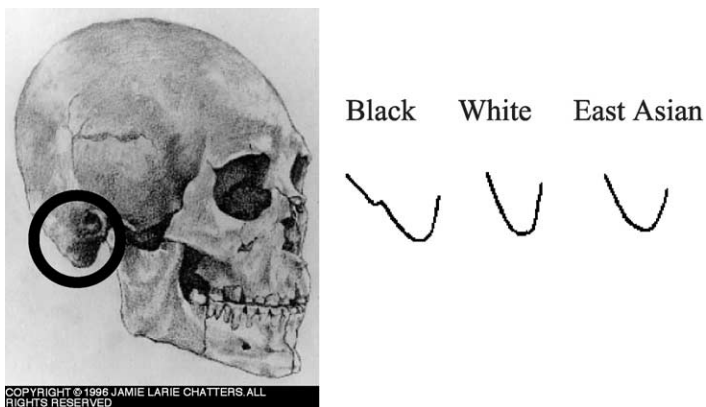 Black White East Asian
COPYRIGHT © 1996 JAMIE LARIE CHATTERS.ALL
RIGHTS RESERVED